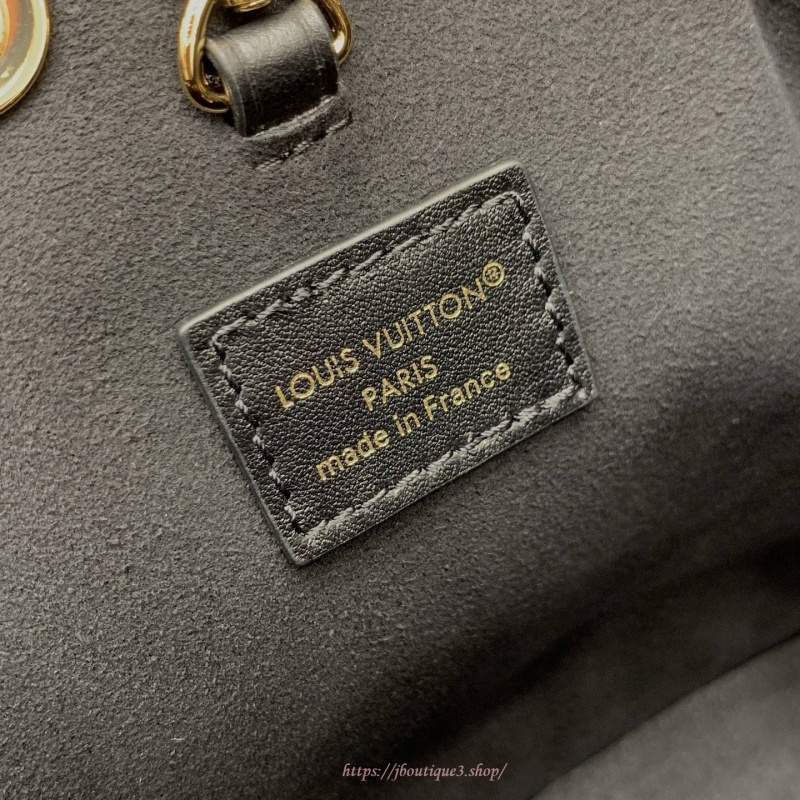 LOUIS VUITTON®
PARIS
made in France
https://jboutique3.shop/